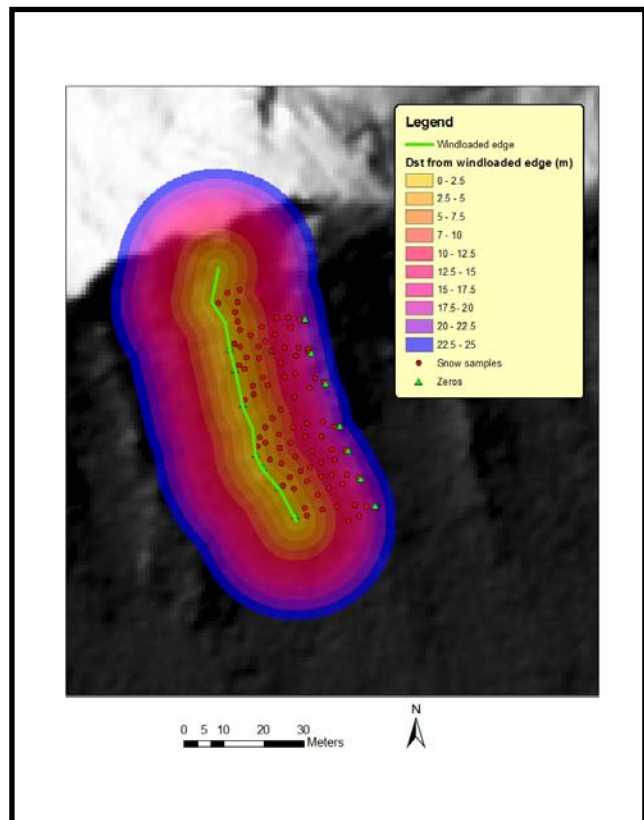 Legend
Windloaded edge
Dst from windloaded edge (m)
0 - 2.5
2.5 - 5
5 - 7.5
7 - 10
10 - 12.5
12.5 - 15
15 - 17.5
17.5 - 20
20 - 22.5
22.5 - 25
Snow samples
Zeros
N
0 5 10 20 30
Meters